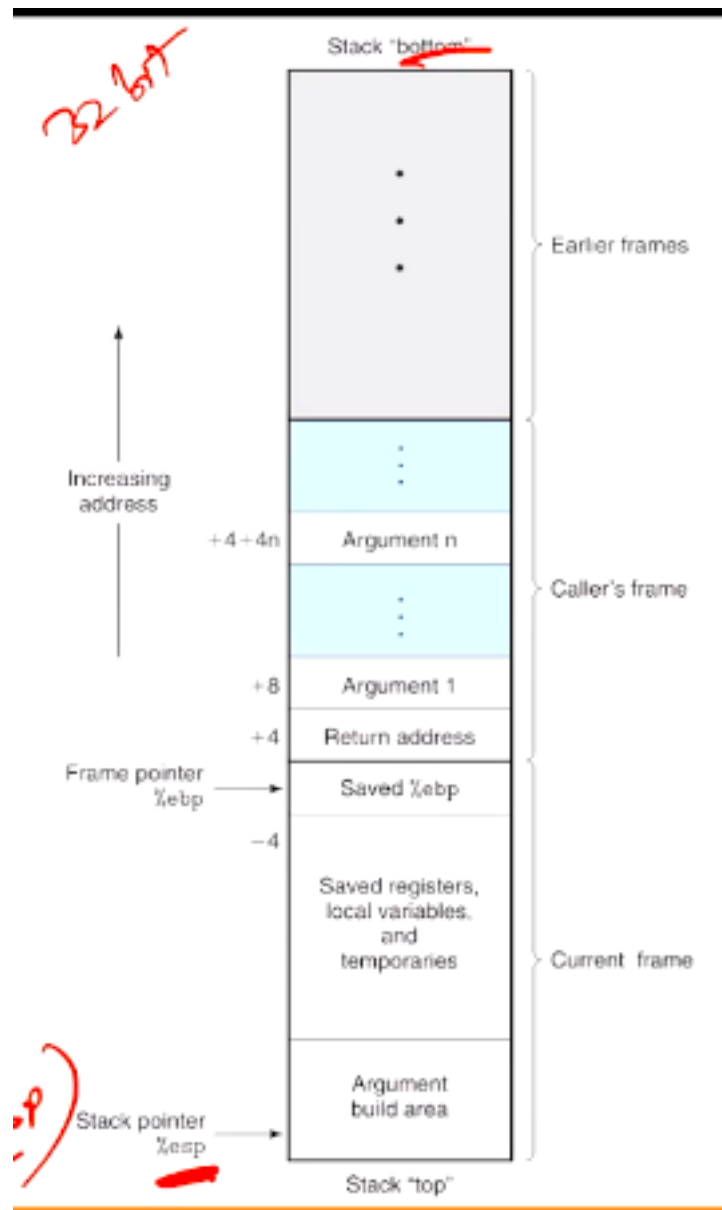 Stack "bottom"
32 bit
Earlier frames
Increasing
address
+4+4n
Argument n
Caller's frame
+8
Argument 1
+4
Return address
Frame pointer
%ebp
Saved %ebp
-4
Saved registers,
local variables,
and
temporaries
Current frame
Argument
build area
Stack pointer
%esp
Stack "top"